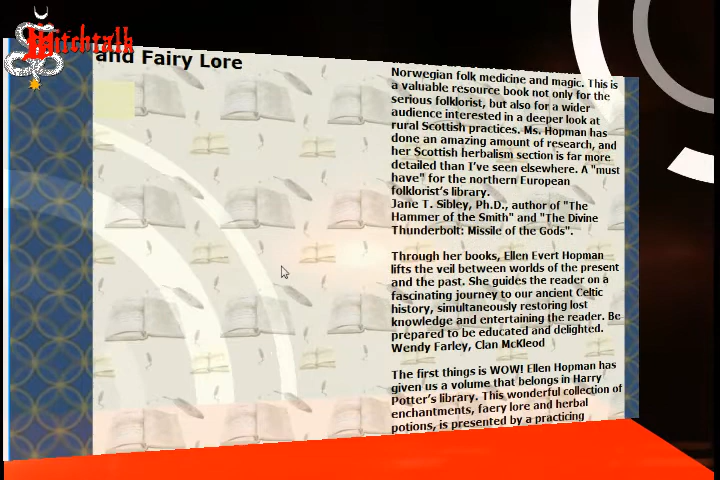 Witchtalk
and Fairy Lore
Norwegian folk medicine and magic. This is
a valuable resource book not only for the
serious folklorist, but also for a wider
audience interested in a deeper look at
rural Scottish practices. Ms. Hopman has
done an amazing amount of research, and
her Scottish herbalism section is far more
detailed than I've seen elsewhere. A "must
have" for the northern European
folklorist's library.
Jane T. Sibley, Ph.D., author of "The
Hammer of the Smith" and "The Divine
Thunderbolt: Missile of the Gods".
Through her books, Ellen Evert Hopman
lifts the veil between worlds of the present
and the past. She guides the reader on a
fascinating journey to our ancient Celtic
history, simultaneously restoring lost
knowledge and entertaining the reader. Be
prepared to be educated and delighted.
Wendy Farley, Clan McKleod
The first things is WOW! Ellen Hopman has
given us a volume that belongs in Harry
Potter's library. This wonderful collection of
enchantments, faery lore and herbal
potions, is presented by a practicing